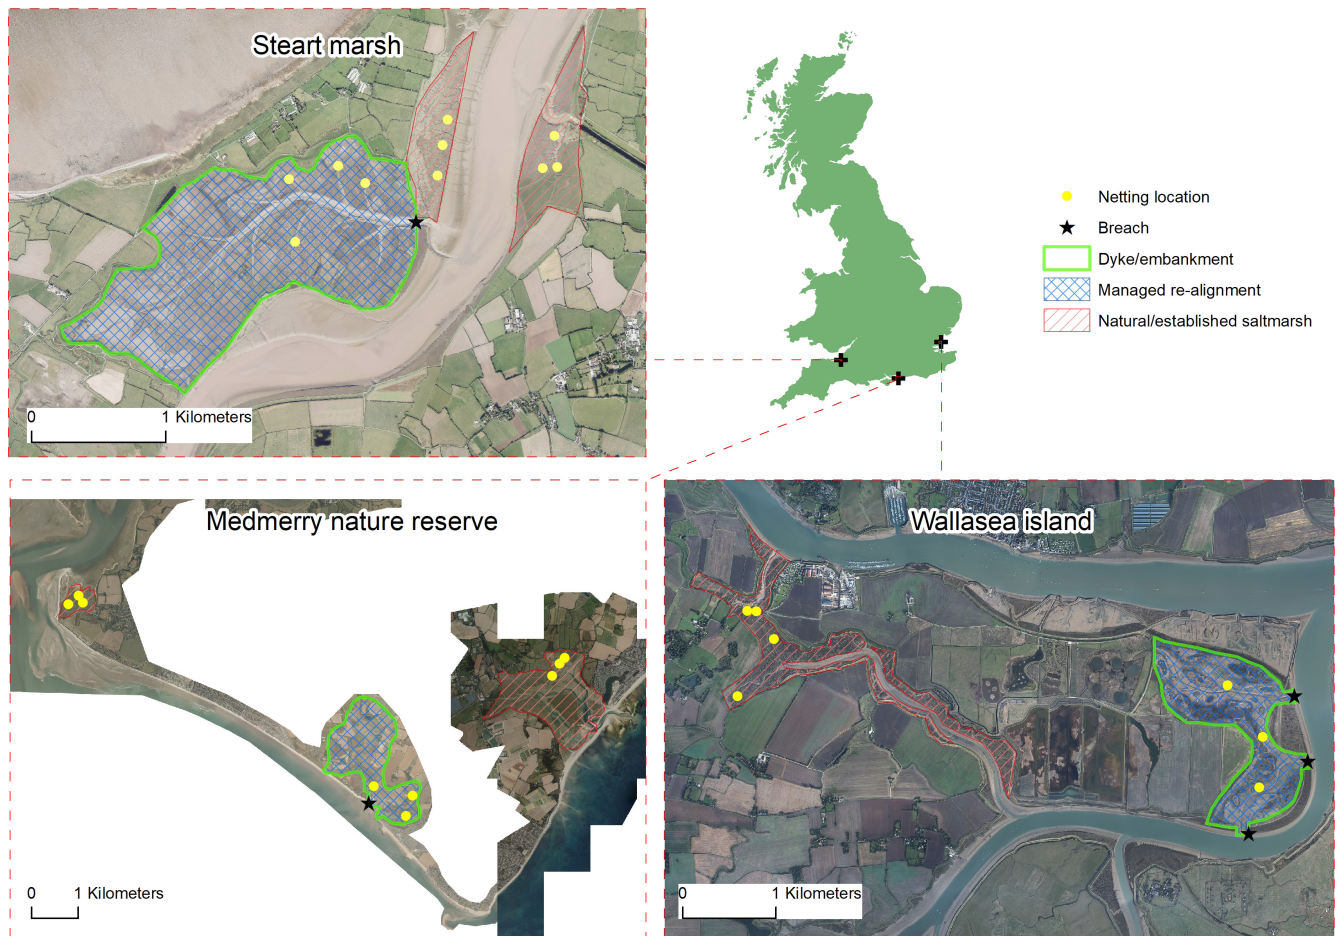 Steart marsh
0 1 Kilometers
Netting location
Breach
Dyke/embankment
Managed re-alignment
Natural/established saltmarsh
Medmerry nature reserve
0 1 Kilometers
Wallasea island
0 1 Kilometers